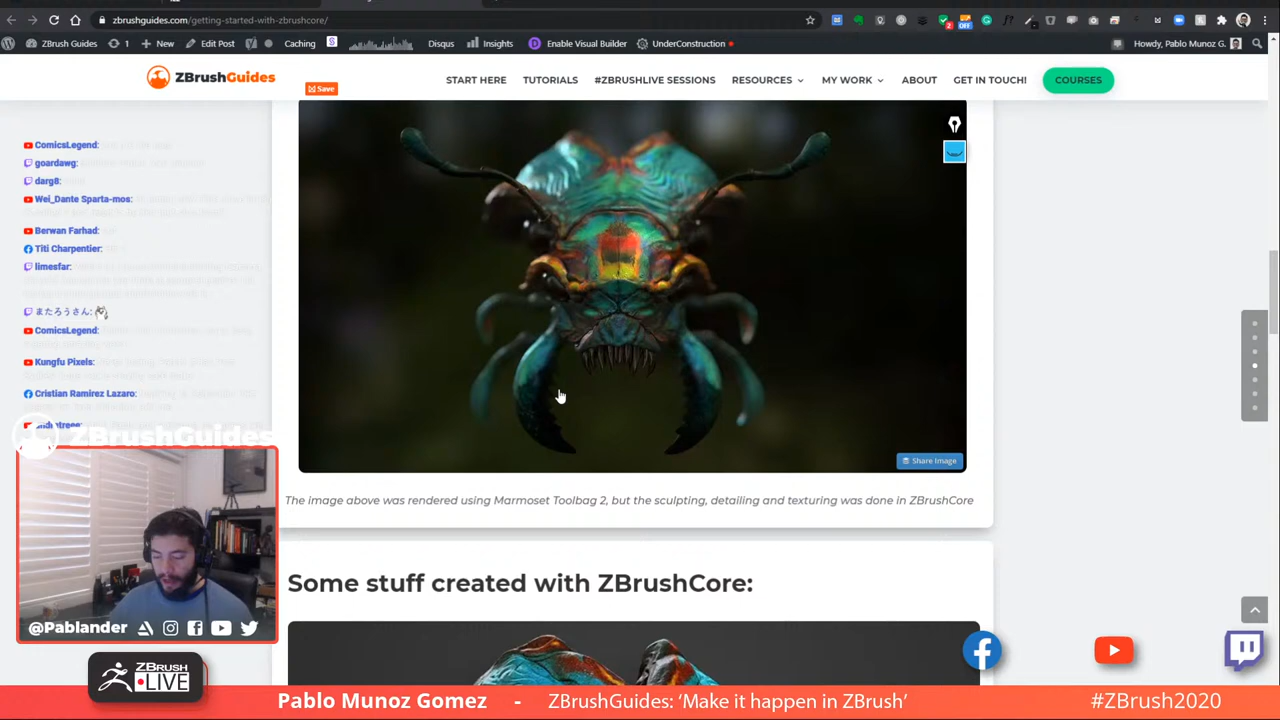 zbrushguides.com/getting-started-with-zbrushcore/
ZBrush Guides 1 New Edit Post Caching Disqus Insights Enable Visual Builder UnderConstruction Howdy, Pablo Munoz G.
ZBrushGuides
START HERE TUTORIALS #ZBRUSHLIVE SESSIONS RESOURCES MY WORK ABOUT GET IN TOUCH! COURSES
Save
ComicsLegend:
goardawg:
darg8:
Wei_Dante Sparta-mos:
Berwan Farhad:
Titi Charpentier:
limesfar:
またろうさん:
ComicsLegend:
Kungfu Pixels:
Cristian Ramirez Lazaro:
Share Image
The image above was rendered using Marmoset Toolbag 2, but the sculpting, detailing and texturing was done in ZBrushCore
Some stuff created with ZBrushCore:
ZBrushGuides
@Pablander
ZBRUSH
LIVE
Pablo Munoz Gomez - ZBrushGuides: ‘Make it happen in ZBrush’ #ZBrush2020